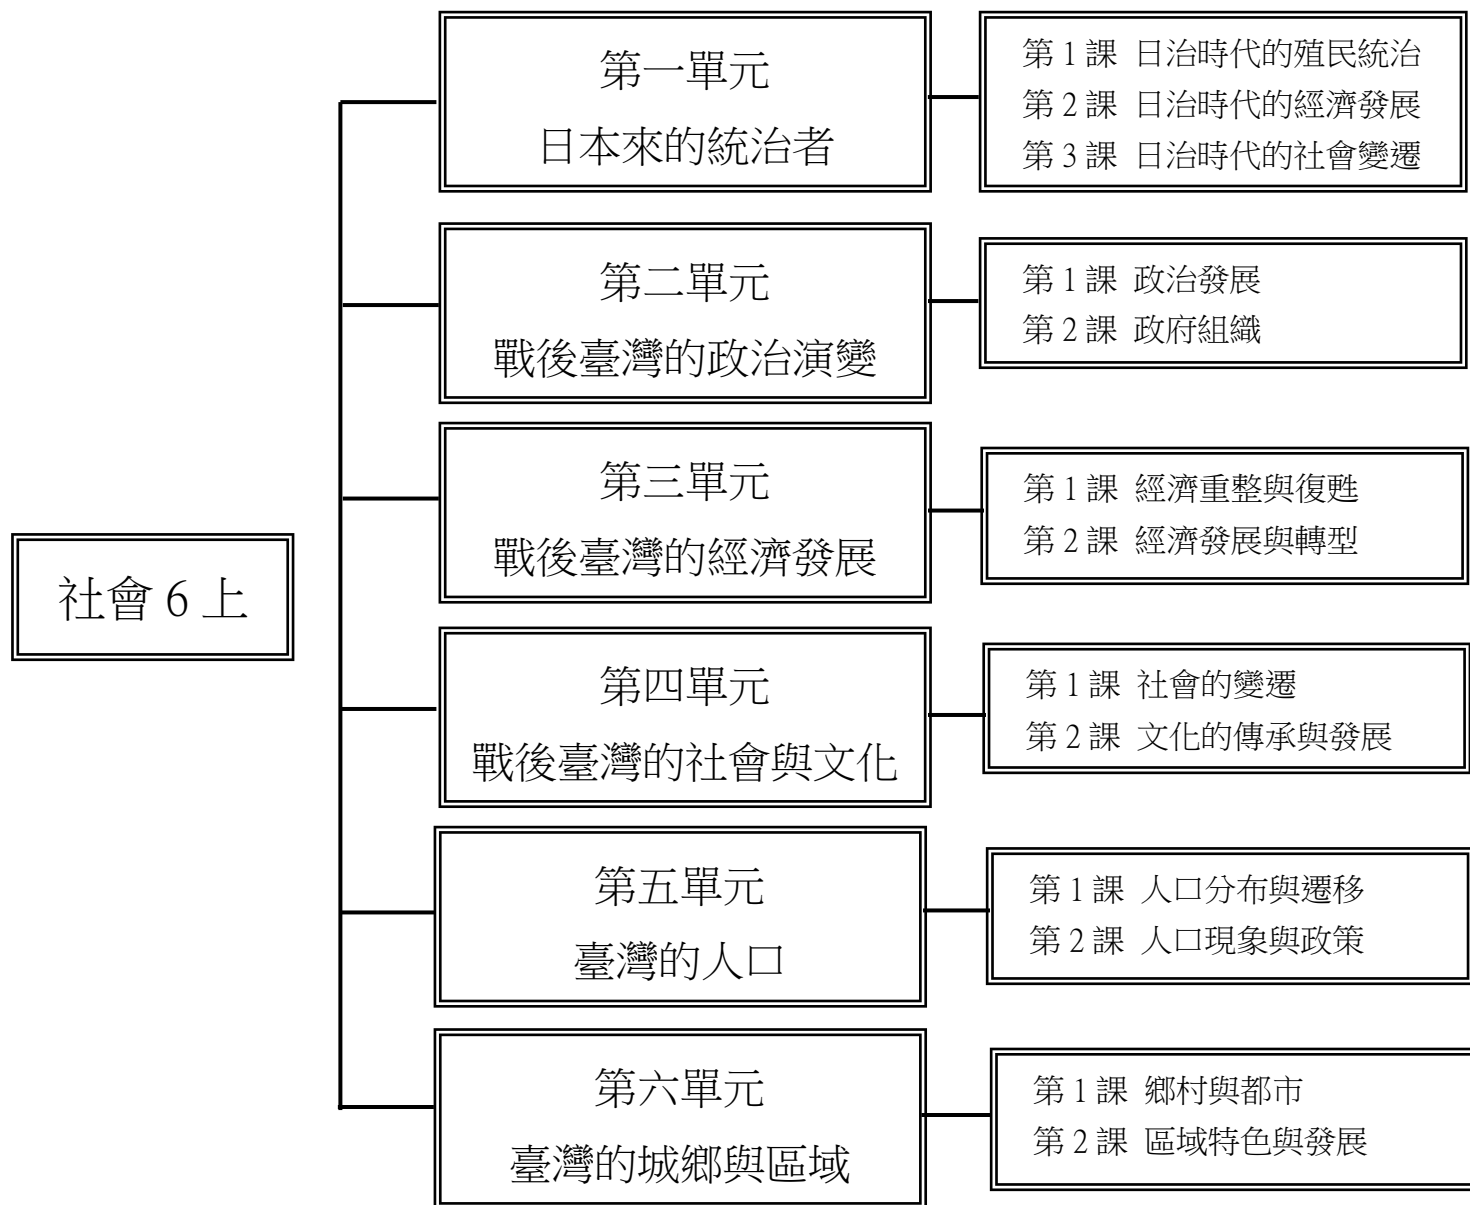 社會 6 上
第一單元
日本來的統治者
第 1 課 日治時代的殖民統治
第 2 課 日治時代的經濟發展
第 3 課 日治時代的社會變遷
第二單元
戰後臺灣的政治演變
第 1 課 政治發展
第 2 課 政府組織
第三單元
戰後臺灣的經濟發展
第 1 課 經濟重整與復甦
第 2 課 經濟發展與轉型
第四單元
戰後臺灣的社會與文化
第 1 課 社會的變遷
第 2 課 文化的傳承與發展
第五單元
臺灣的人口
第 1 課 人口分布與遷移
第 2 課 人口現象與政策
第六單元
臺灣的城鄉與區域
第 1 課 鄉村與都市
第 2 課 區域特色與發展